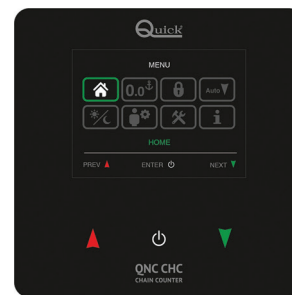 Quick
MENU
0.0
Auto
i
HOME
PREV ENTER NEXT
QNC CHC
CHAIN COUNTER